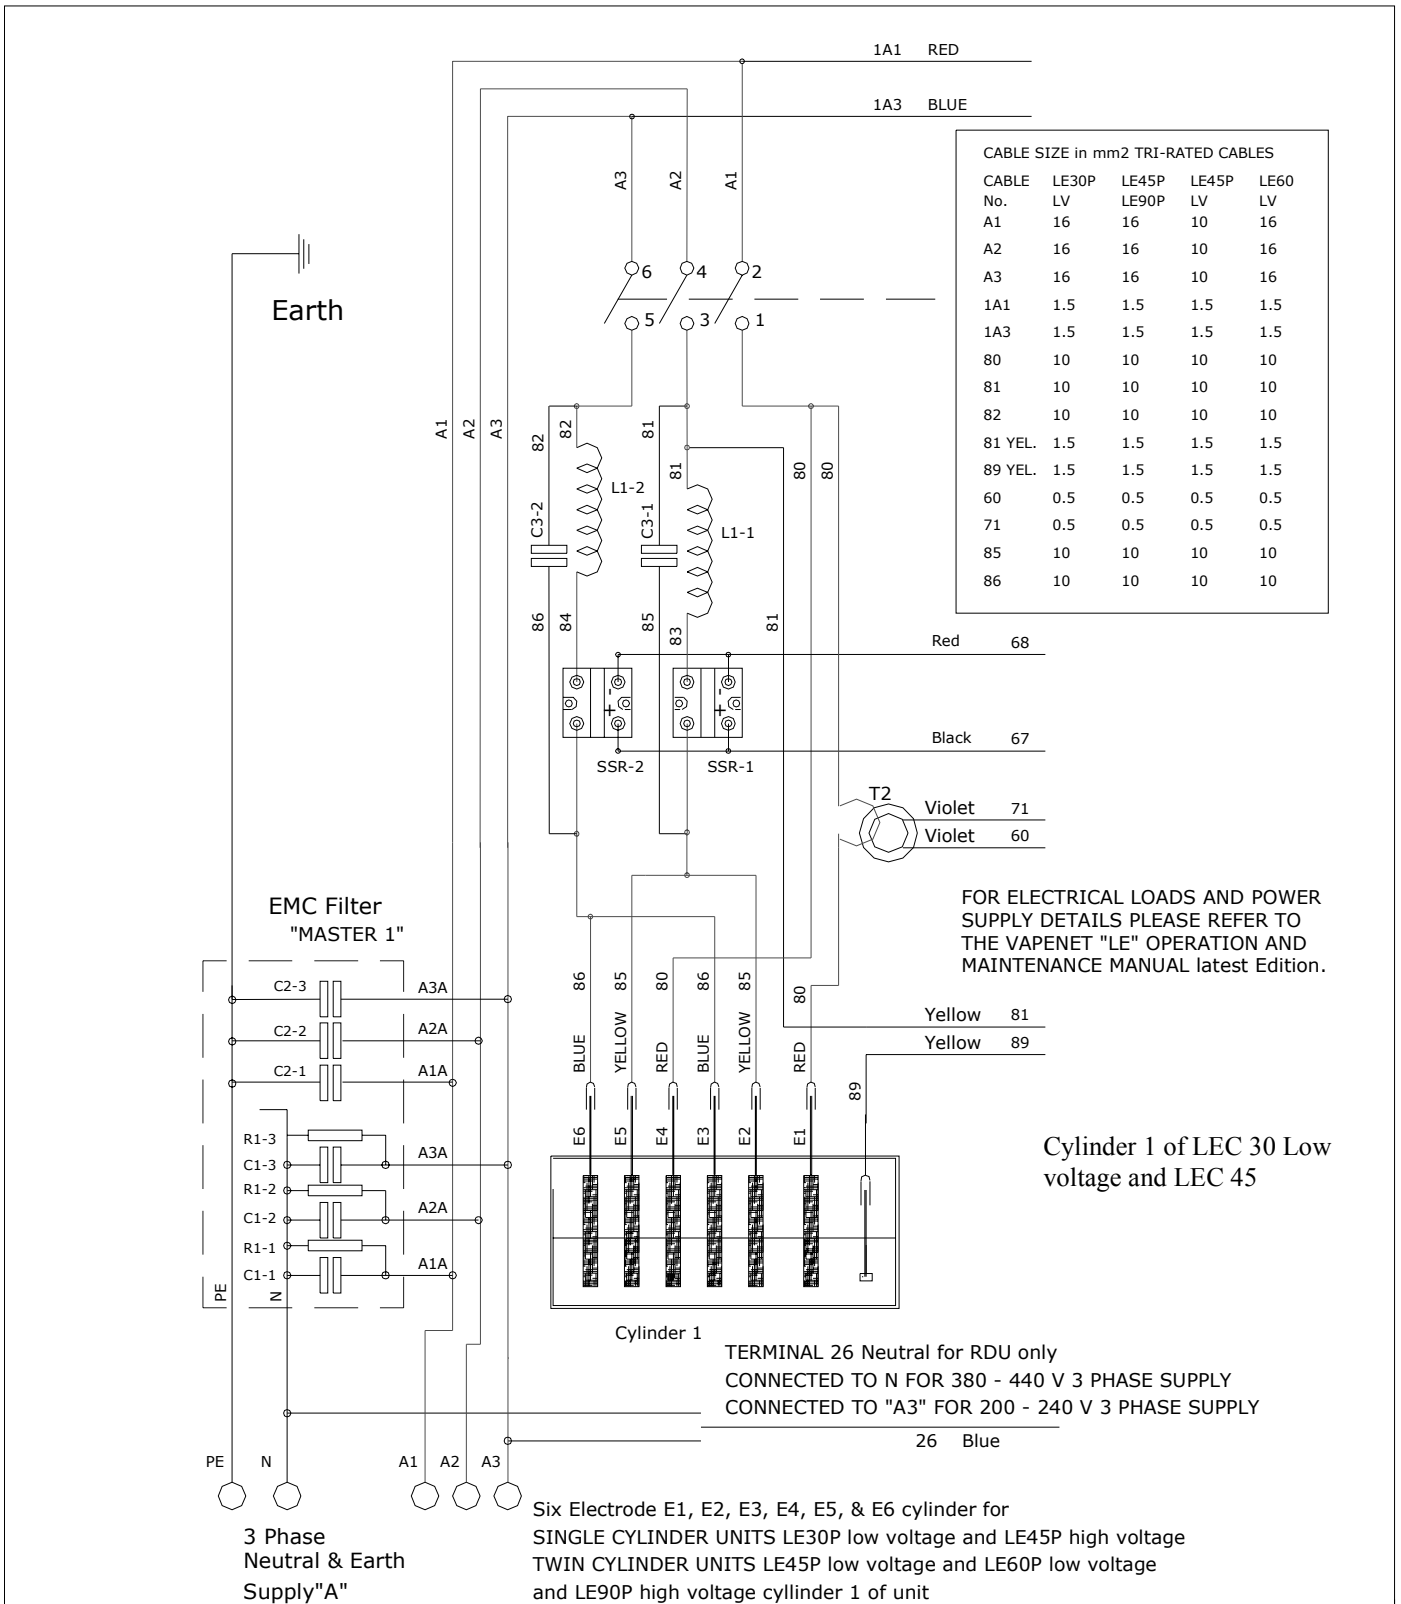 1A1 RED
1A3 BLUE
CABLE SIZE in mm2 TRI-RATED CABLES
CABLE LE30P LE45P LE45P LE60
No. LV LE90P LV LV
A1 16 16 10 16
A2 16 16 10 16
A3 16 16 10 16
1A1 1.5 1.5 1.5 1.5
1A3 1.5 1.5 1.5 1.5
80 10 10 10 10
81 10 10 10 10
82 10 10 10 10
81 YEL. 1.5 1.5 1.5 1.5
89 YEL. 1.5 1.5 1.5 1.5
60 0.5 0.5 0.5 0.5
71 0.5 0.5 0.5 0.5
85 10 10 10 10
86 10 10 10 10
A3 A2 A1
Earth
6 4 2
5 3 1
A1 A2 A3
82 82 81 81 80 80
L1-2
C3-2 C3-1
L1-1
86 84 85 83 81
Red 68
- -
+ +
Black 67
SSR-2 SSR-1
T2
Violet 71
Violet 60
FOR ELECTRICAL LOADS AND POWER
SUPPLY DETAILS PLEASE REFER TO
THE VAPENET "LE" OPERATION AND
MAINTENANCE MANUAL latest Edition.
EMC Filter
"MASTER 1"
C2-3 A3A
C2-2 A2A
C2-1 A1A
R1-3
C1-3 A3A
R1-2
C1-2 A2A
R1-1
C1-1 A1A
PE N
86 85 80 86 85 80
Yellow 81
Yellow 89
BLUE YELLOW RED BLUE YELLOW RED
89
E6 E5 E4 E3 E2 E1
Cylinder 1 of LEC 30 Low
voltage and LEC 45
Cylinder 1
TERMINAL 26 Neutral for RDU only
CONNECTED TO N FOR 380 - 440 V 3 PHASE SUPPLY
CONNECTED TO "A3" FOR 200 - 240 V 3 PHASE SUPPLY
26 Blue
PE N A1 A2 A3
3 Phase
Neutral & Earth
Supply"A"
Six Electrode E1, E2, E3, E4, E5, & E6 cylinder for
SINGLE CYLINDER UNITS LE30P low voltage and LE45P high voltage
TWIN CYLINDER UNITS LE45P low voltage and LE60P low voltage
and LE90P high voltage cyllinder 1 of unit